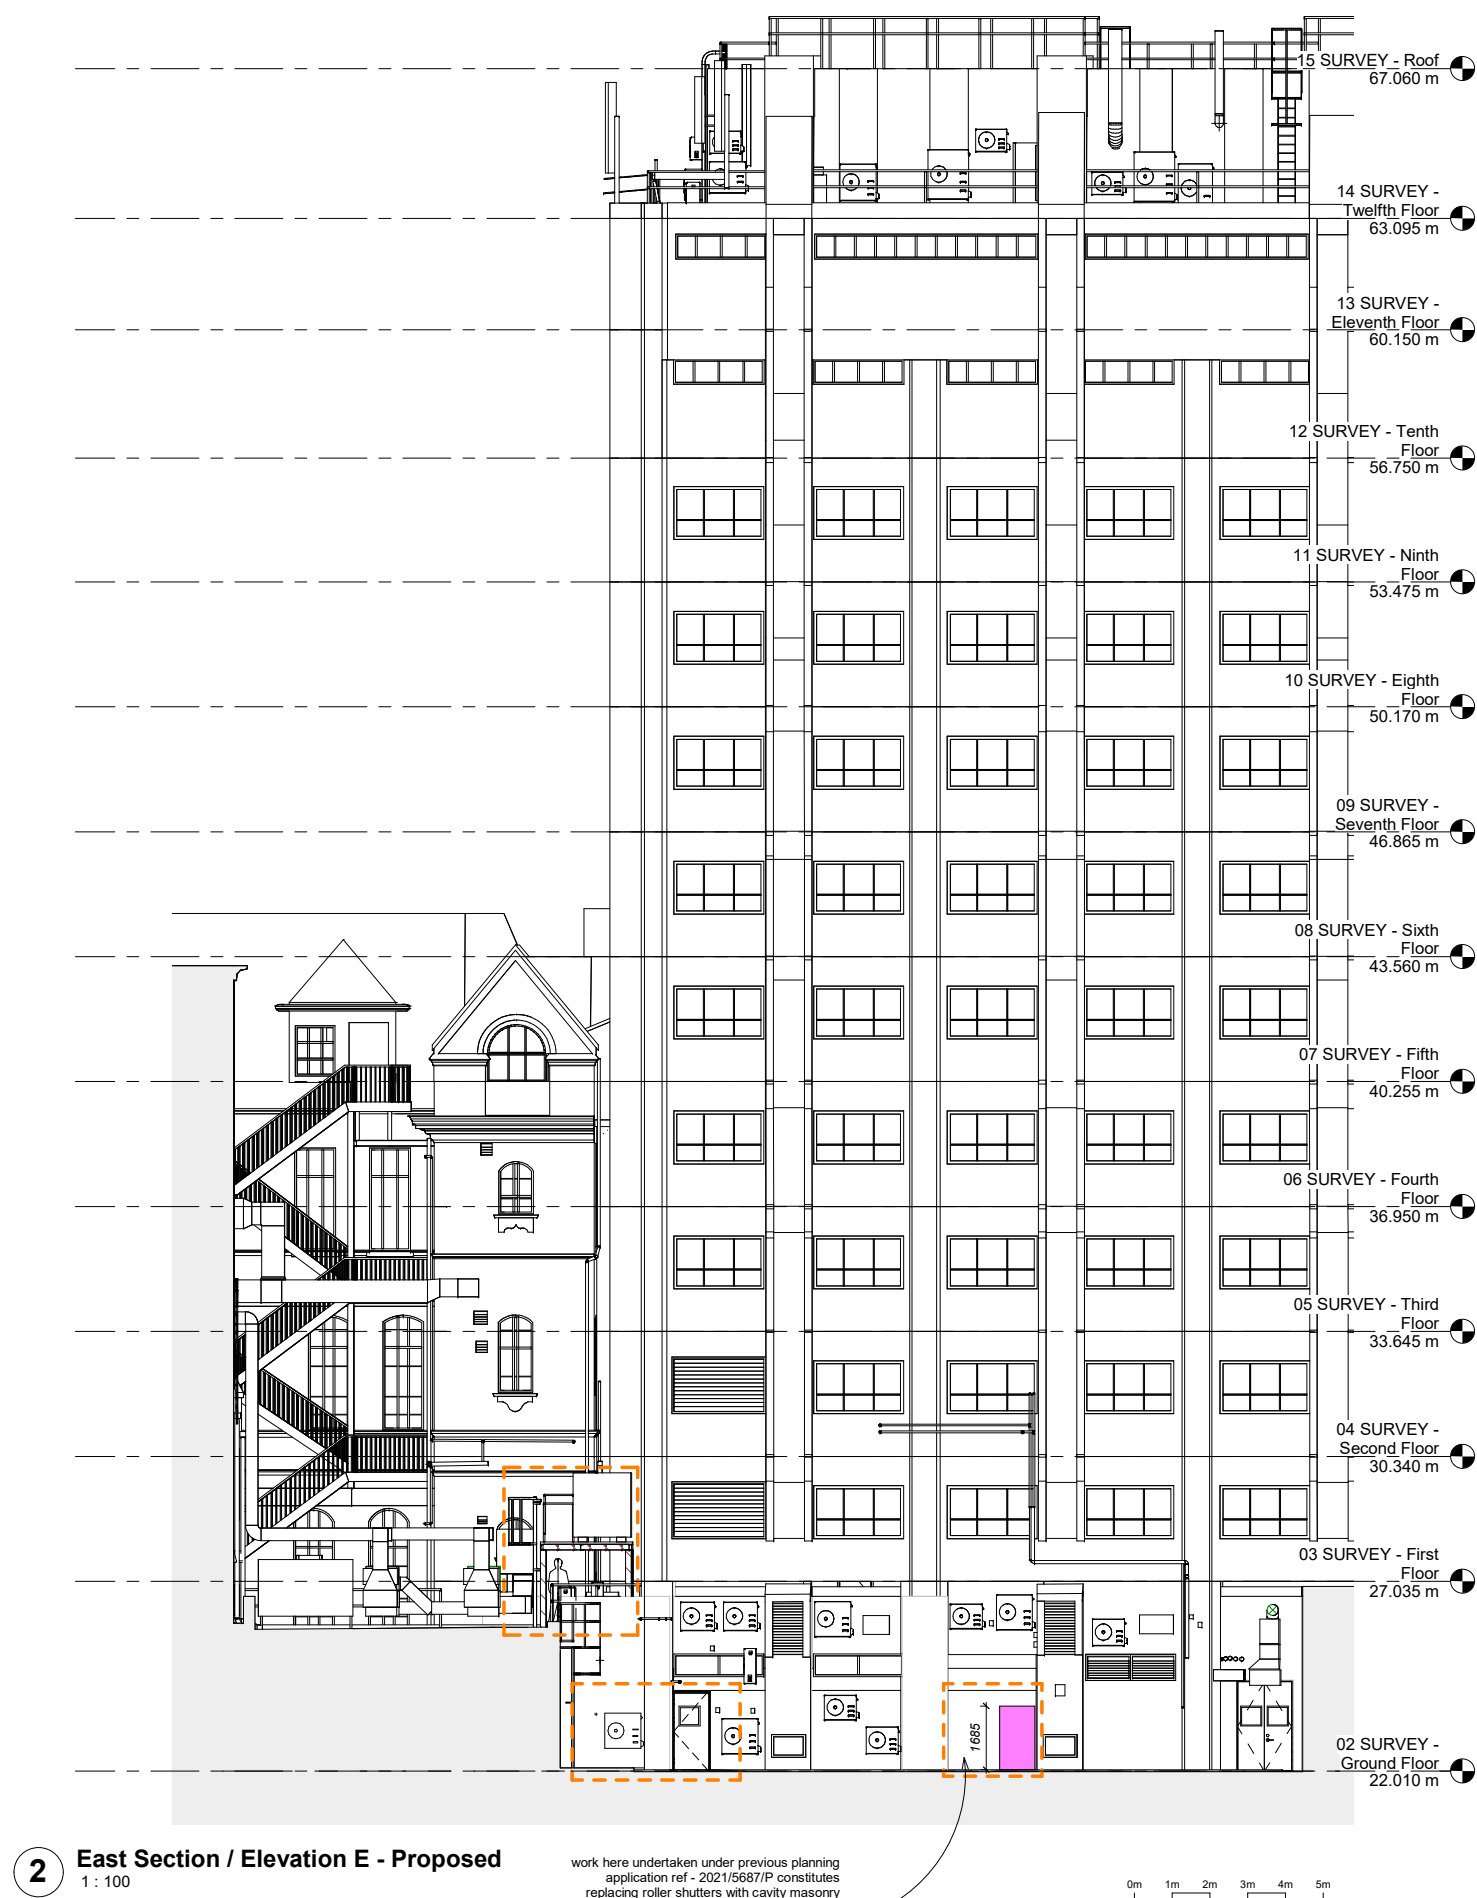 15 SURVEY - Roof
67.060 m
14 SURVEY -
Twelfth Floor
63.095 m
13 SURVEY -
Eleventh Floor
60.150 m
12 SURVEY - Tenth
Floor
56.750 m
11 SURVEY - Ninth
Floor
53.475 m
10 SURVEY - Eighth
Floor
50.170 m
09 SURVEY -
Seventh Floor
46.865 m
08 SURVEY - Sixth
Floor
43.560 m
07 SURVEY - Fifth
Floor
40.255 m
06 SURVEY - Fourth
Floor
36.950 m
05 SURVEY - Third
Floor
33.645 m
04 SURVEY -
Second Floor
30.340 m
03 SURVEY - First
Floor
27.035 m
1685
02 SURVEY -
Ground Floor
22.010 m
2 East Section / Elevation E - Proposed
1 : 100
work here undertaken under previous planning
application ref - 2021/5687/P constitutes
replacing roller shutters with cavity masonry
0m 1m 2m 3m 4m 5m